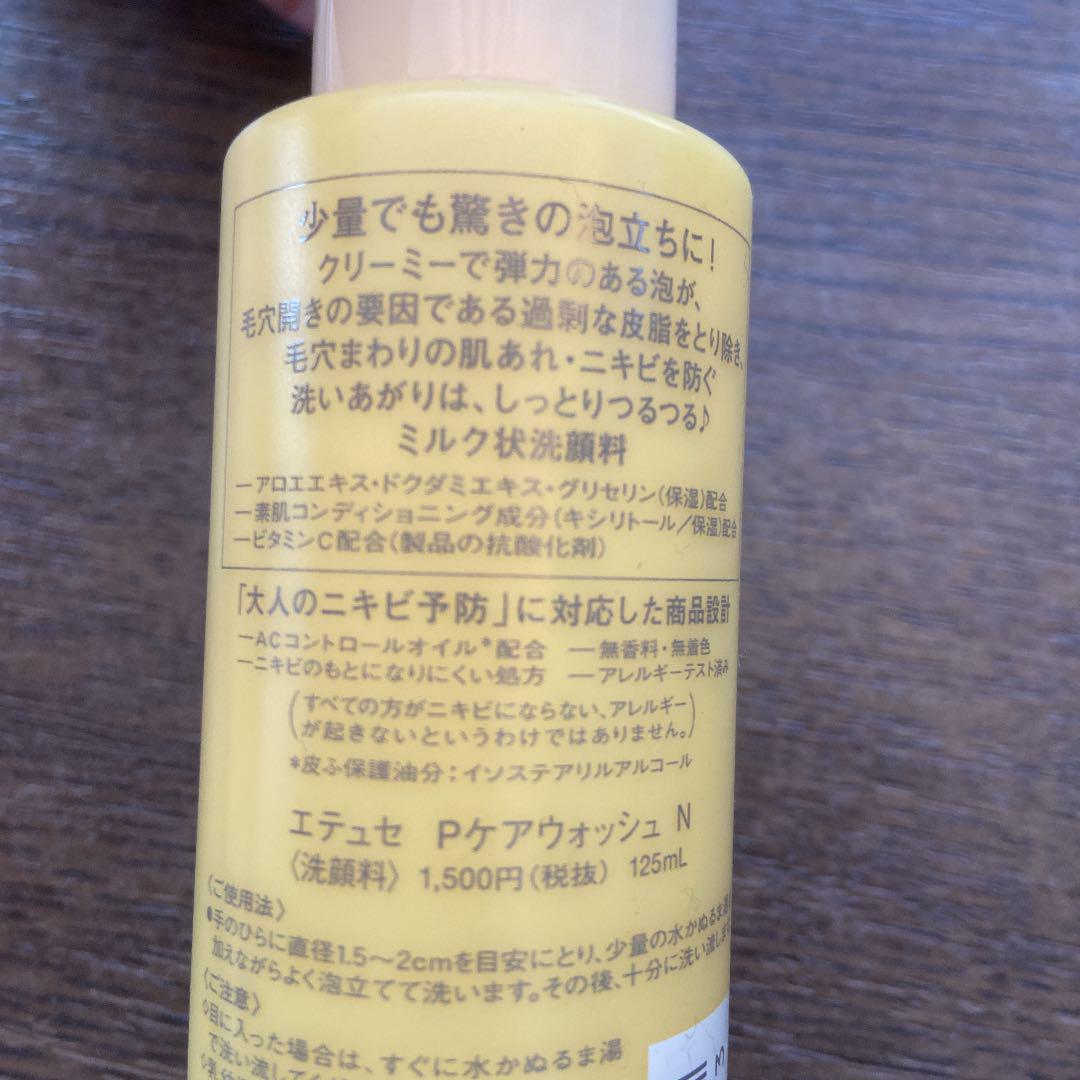 少量でも驚きの泡立ちに!
クリーミーで弾力のある泡が、
毛穴開きの要因である過剰な皮脂をとり除き、
毛穴まわりの肌あれ・ニキビを防ぐ
洗いあがりは、しっとりつるつる♪
ミルク状洗顔料
—アロエエキス・ドクダミエキス・グリセリン(保湿)配合
—素肌コンディショニング成分(キシリトール/保湿)配合
—ビタミンC配合(製品の抗酸化剤)
「大人のニキビ予防」に対応した商品設計
—ACコントロールオイル*配合 —無香料・無着色
—ニキビのもとになりにくい処方 —アレルギーテスト済み
(すべての方がニキビにならない、アレルギー
が起きないというわけではありません。)
*皮ふ保護油分:イソステアリルアルコール
エテュセ Pケアウォッシュ N
〈洗顔料〉 1,500円(税抜) 125mL
〈ご使用法〉
●手のひらに直径1.5〜2cmを目安にとり、少量の水かぬるま湯
加えながらよく泡立てて洗います。その後、十分に洗い流しま
〈ご注意〉
◇目に入った場合は、すぐに水かぬるま湯
で洗い流してく